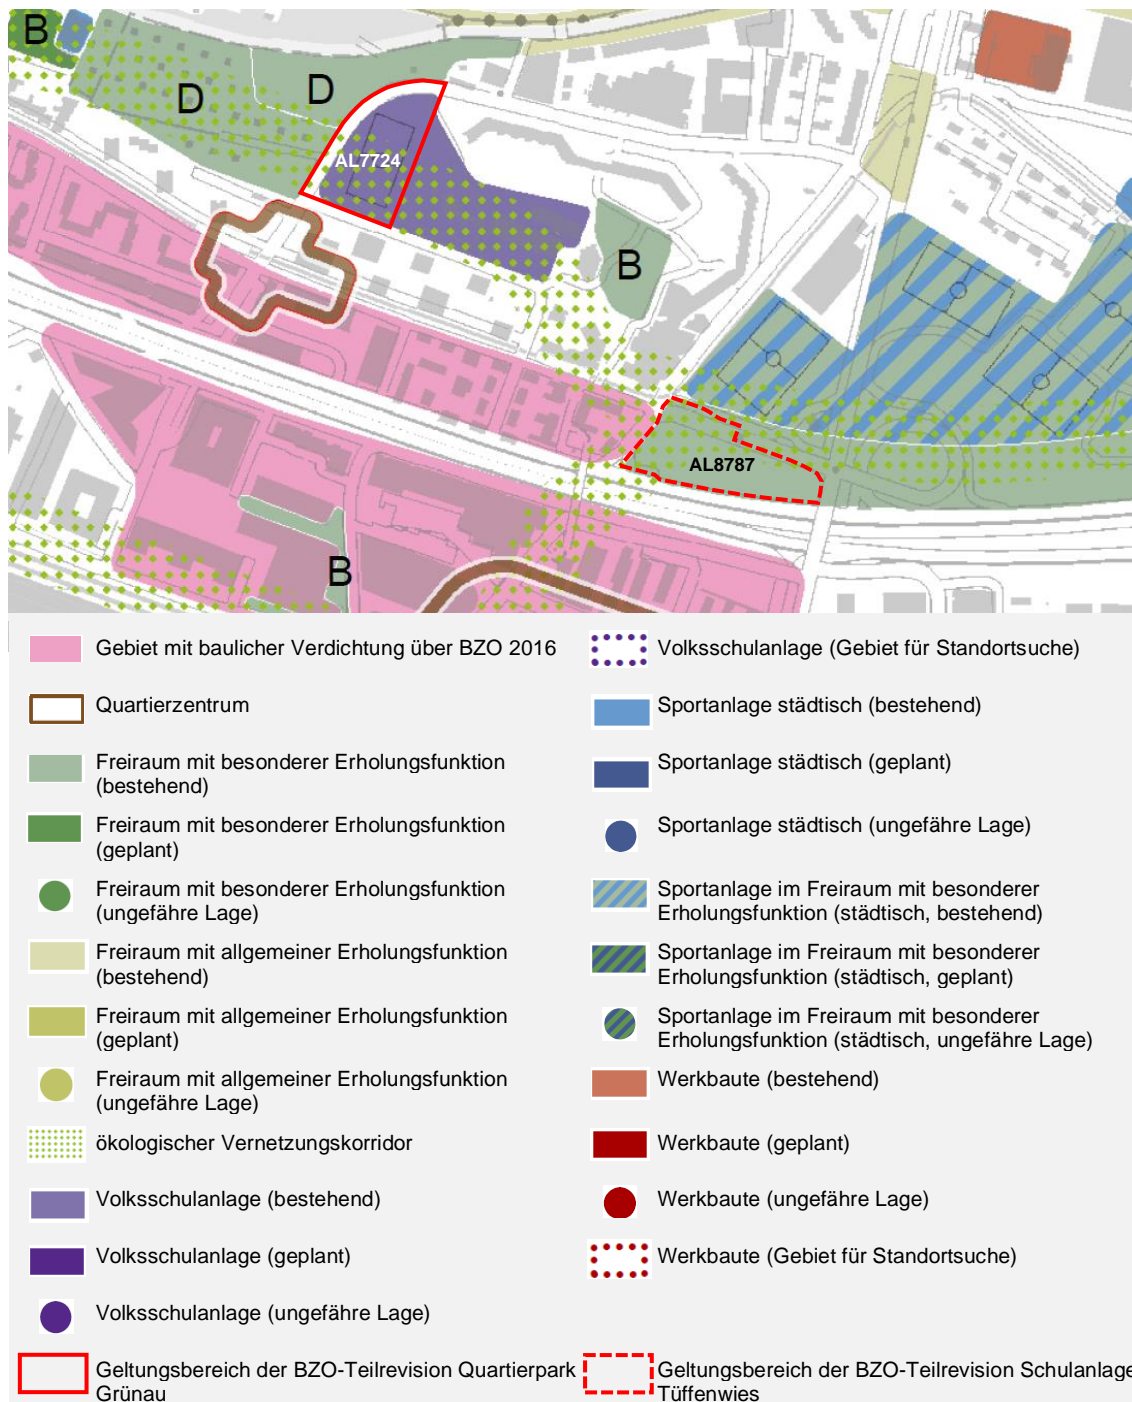 B
D
D
AL7724
B
AL8787
B
Gebiet mit baulicher Verdichtung über BZO 2016
Quartierzentrum
Freiraum mit besonderer Erholungsfunktion
(bestehend)
Freiraum mit besonderer Erholungsfunktion
(geplant)
Freiraum mit besonderer Erholungsfunktion
(ungefähre Lage)
Freiraum mit allgemeiner Erholungsfunktion
(bestehend)
Freiraum mit allgemeiner Erholungsfunktion
(geplant)
Freiraum mit allgemeiner Erholungsfunktion
(ungefähre Lage)
ökologischer Vernetzungskorridor
Volksschulanlage (bestehend)
Volksschulanlage (geplant)
Volksschulanlage (ungefähre Lage)
Geltungsbereich der BZO-Teilrevision Quartierpark
Grünau
Volksschulanlage (Gebiet für Standortsuche)
Sportanlage städtisch (bestehend)
Sportanlage städtisch (geplant)
Sportanlage städtisch (ungefähre Lage)
Sportanlage im Freiraum mit besonderer
Erholungsfunktion (städtisch, bestehend)
Sportanlage im Freiraum mit besonderer
Erholungsfunktion (städtisch, geplant)
Sportanlage im Freiraum mit besonderer
Erholungsfunktion (städtisch, ungefähre Lage)
Werkbaute (bestehend)
Werkbaute (geplant)
Werkbaute (ungefähre Lage)
Werkbaute (Gebiet für Standortsuche)
Geltungsbereich der BZO-Teilrevision Schulanlage
Tüffenwies